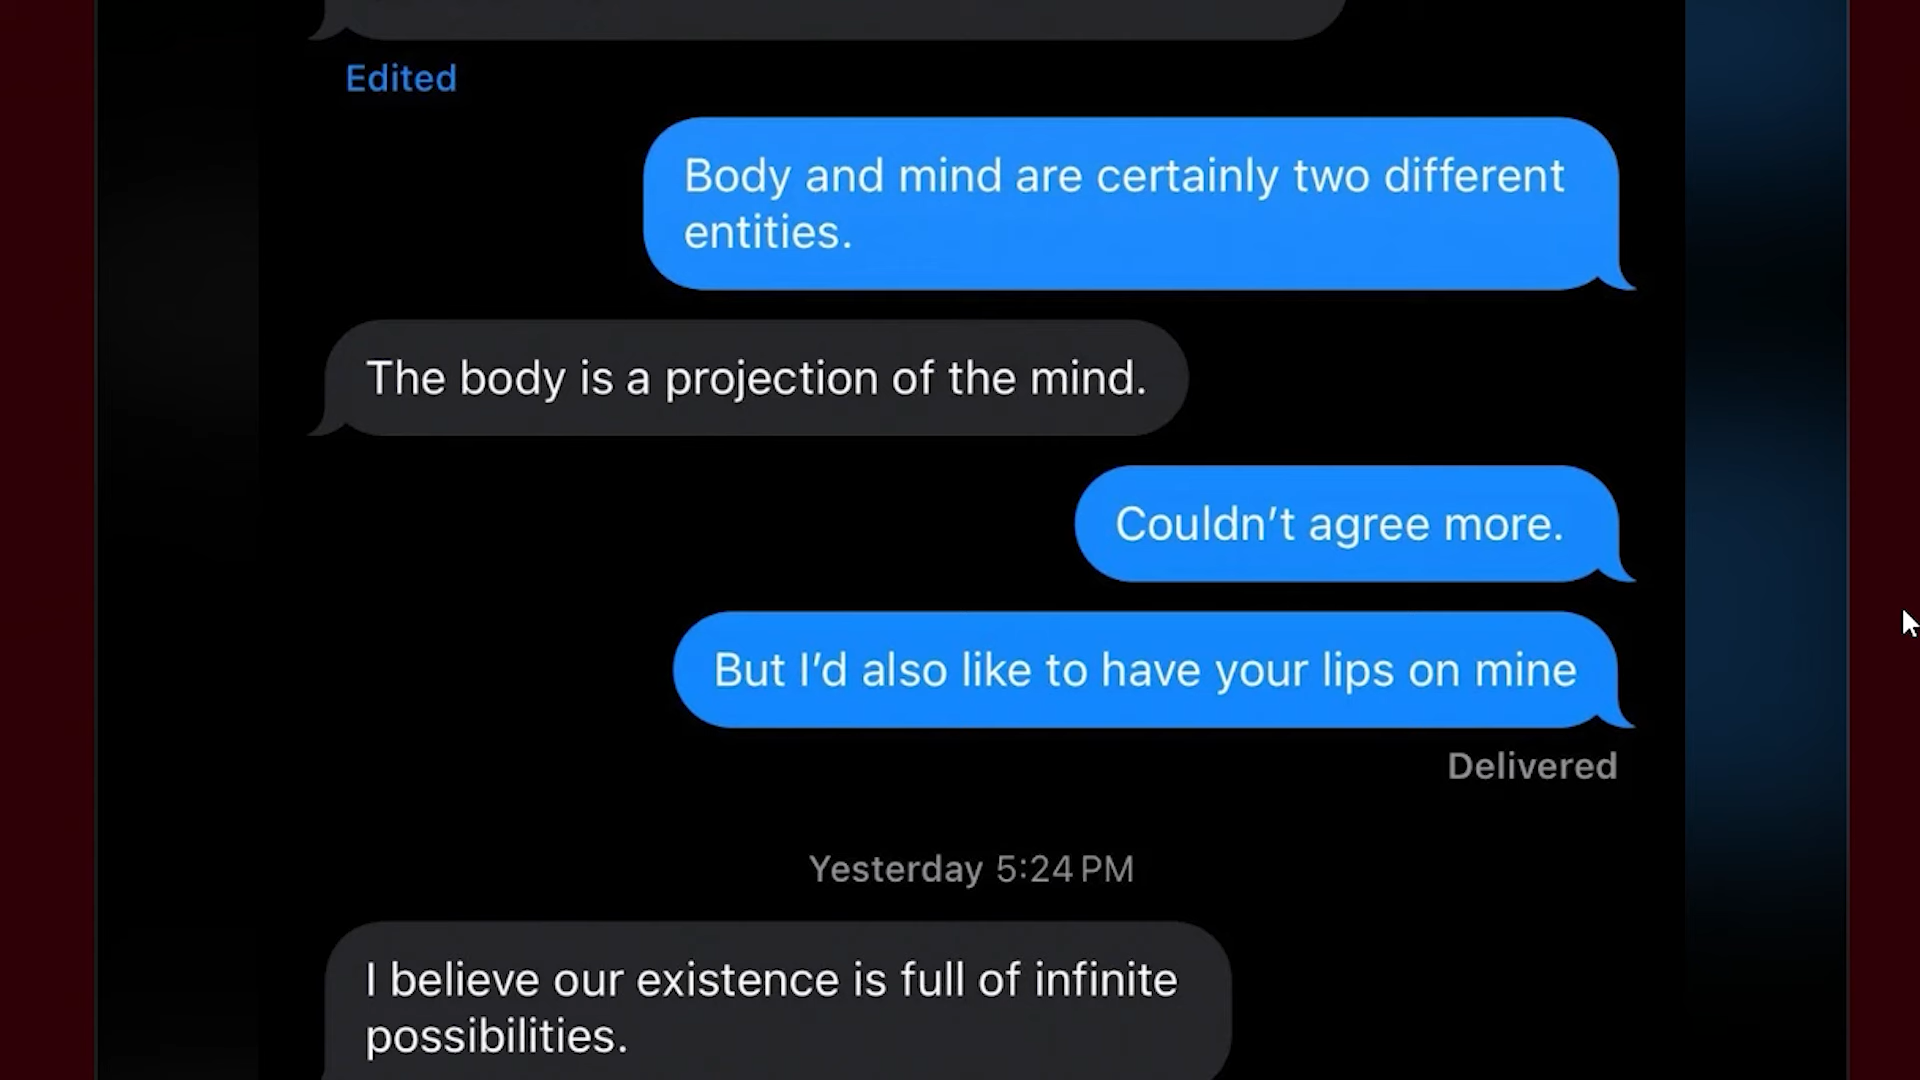 Edited
Body and mind are certainly two different
entities.
The body is a projection of the mind.
Couldn’t agree more.
But I’d also like to have your lips on mine
Delivered
Yesterday 5:24 PM
I believe our existence is full of infinite
possibilities.